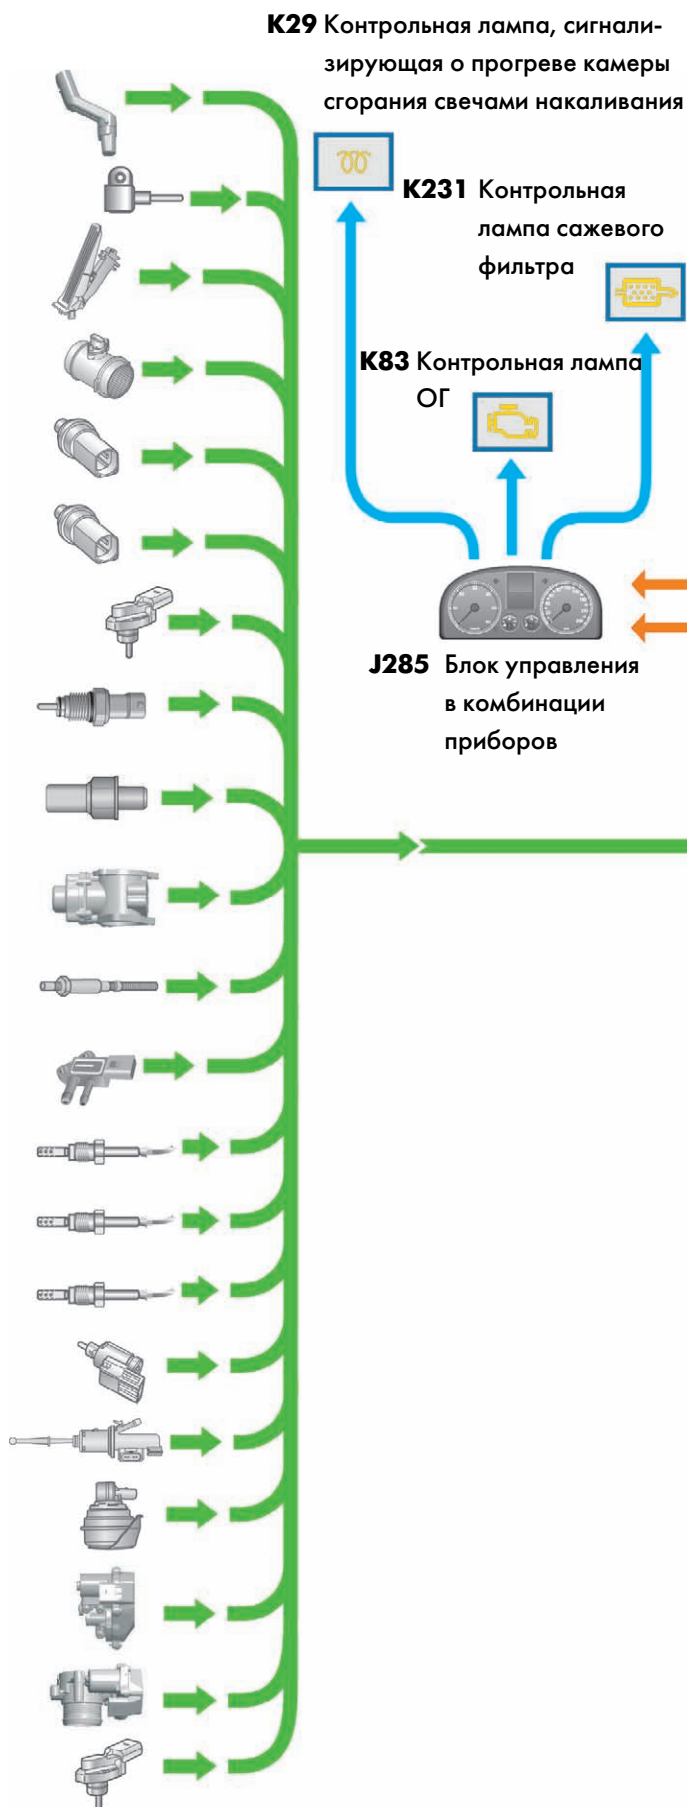 K29 Контрольная лампа, сигнали-
зирующая о прогреве камеры
сгорания свечами накаливания
K231 Контрольная
лампа сажевого
фильтра
K83 Контрольная лампа
ОГ
J285 Блок управления
в комбинации
приборов